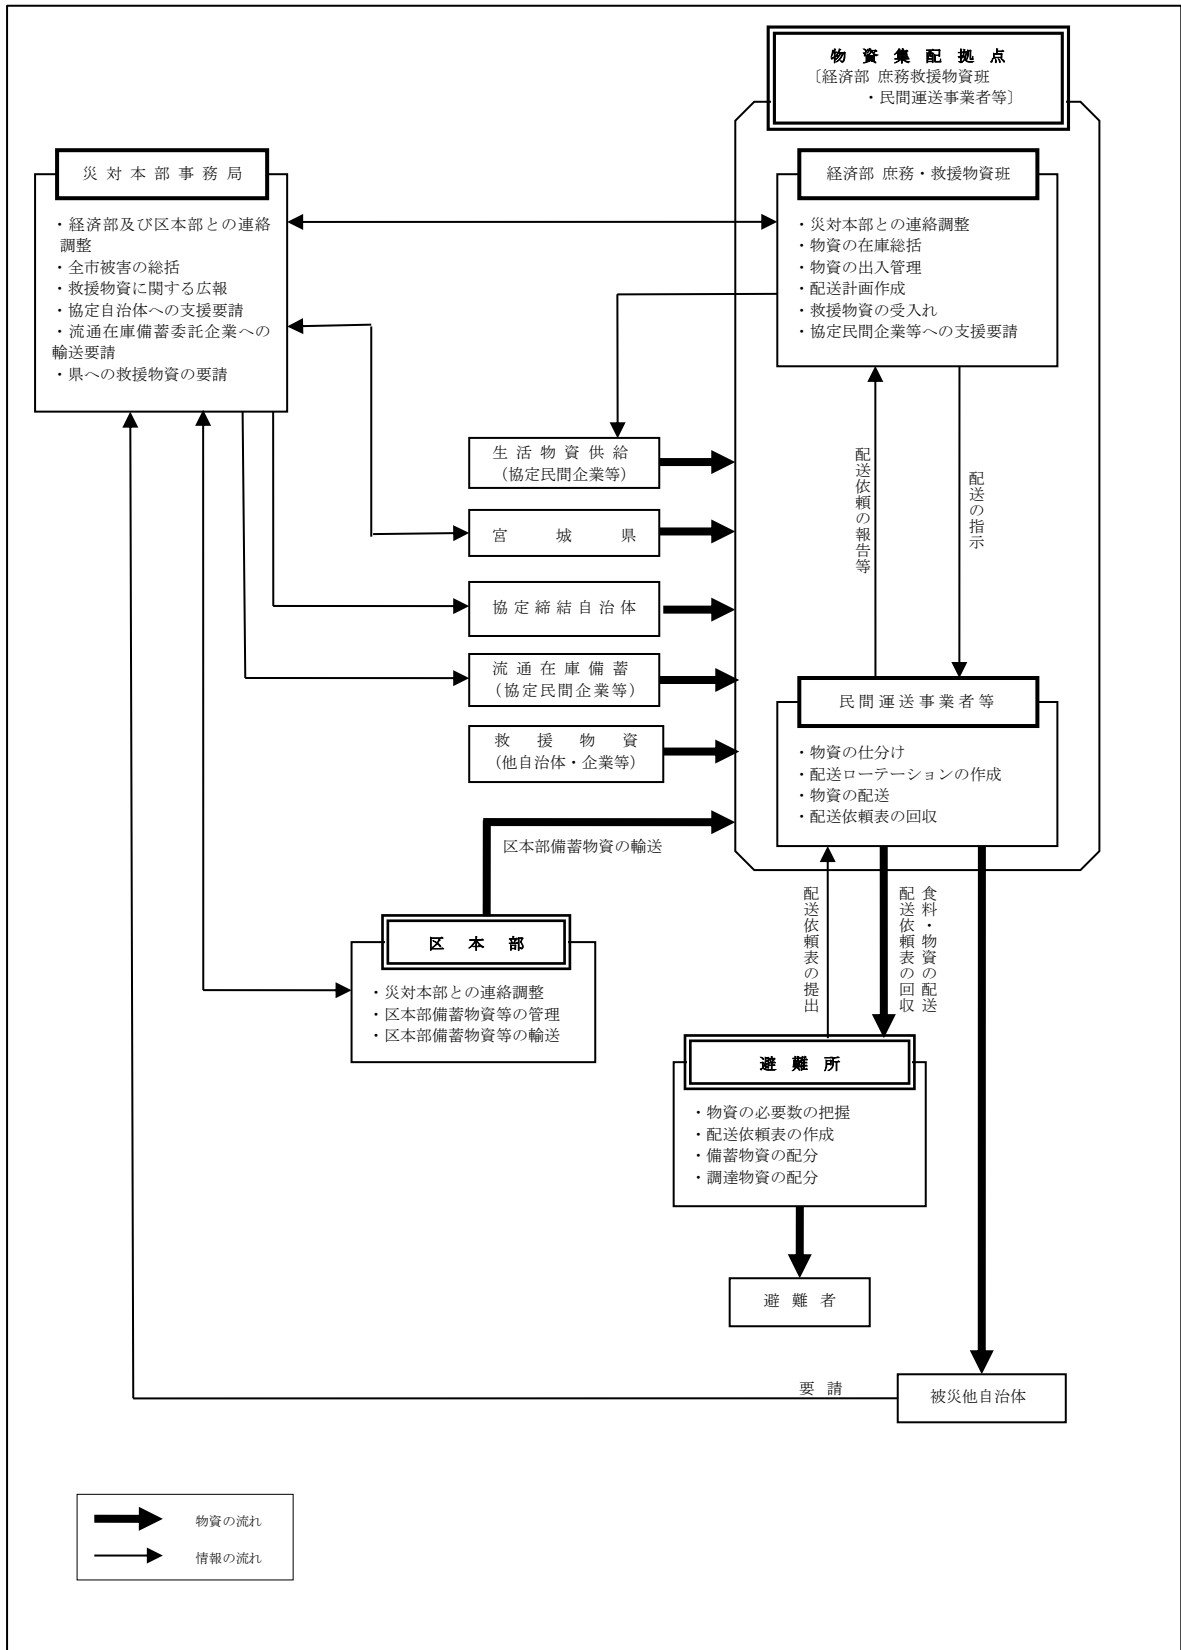 物資集配拠点
〔経済部 庶務救援物資班
・民間運送事業者等〕
災対本部事務局
・経済部及び区本部との連絡
調整
・全市被害の総括
・救援物資に関する広報
・協定自治体への支援要請
・流通在庫備蓄委託企業への
輸送要請
・県への救援物資の要請
経済部 庶務・救援物資班
・災対本部との連絡調整
・物資の在庫総括
・物資の出入管理
・配送計画作成
・救援物資の受入れ
・協定民間企業等への支援要請
生活物資供給
(協定民間企業等)
宮城県
協定締結自治体
流通在庫備蓄
(協定民間企業等)
救援物資
(他自治体・企業等)
配送依頼の報告等
配送の指示
民間運送事業者等
・物資の仕分け
・配送ローテーションの作成
・物資の配送
・配送依頼表の回収
区本部備蓄物資の輸送
区本部
・災対本部との連絡調整
・区本部備蓄物資等の管理
・区本部備蓄物資等の輸送
配送依頼表の提出
食料・物資の配送
配送依頼表の回収
避難所
・物資の必要数の把握
・配送依頼表の作成
・備蓄物資の配分
・調達物資の配分
避難者
要請
被災他自治体
物資の流れ
情報の流れ